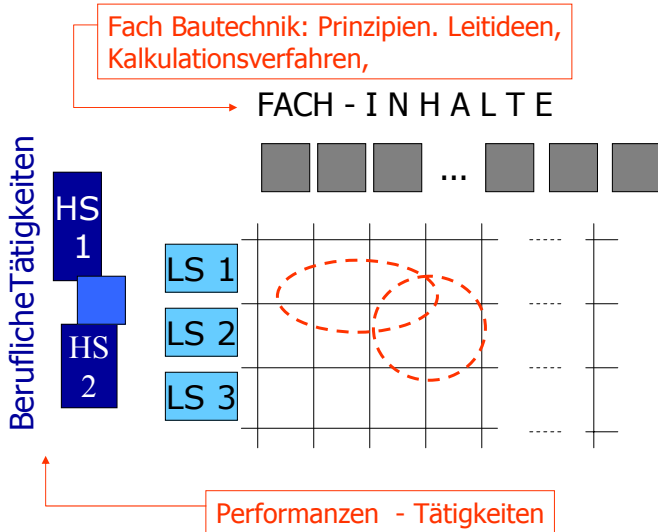 Fach Bautechnik: Prinzipien. Leitideen,
Kalkulationsverfahren,
FACH - I N H A L T E
...
BeruflicheTätigkeiten
HS
1
HS
2
LS 1
LS 2
LS 3
Performanzen - Tätigkeiten